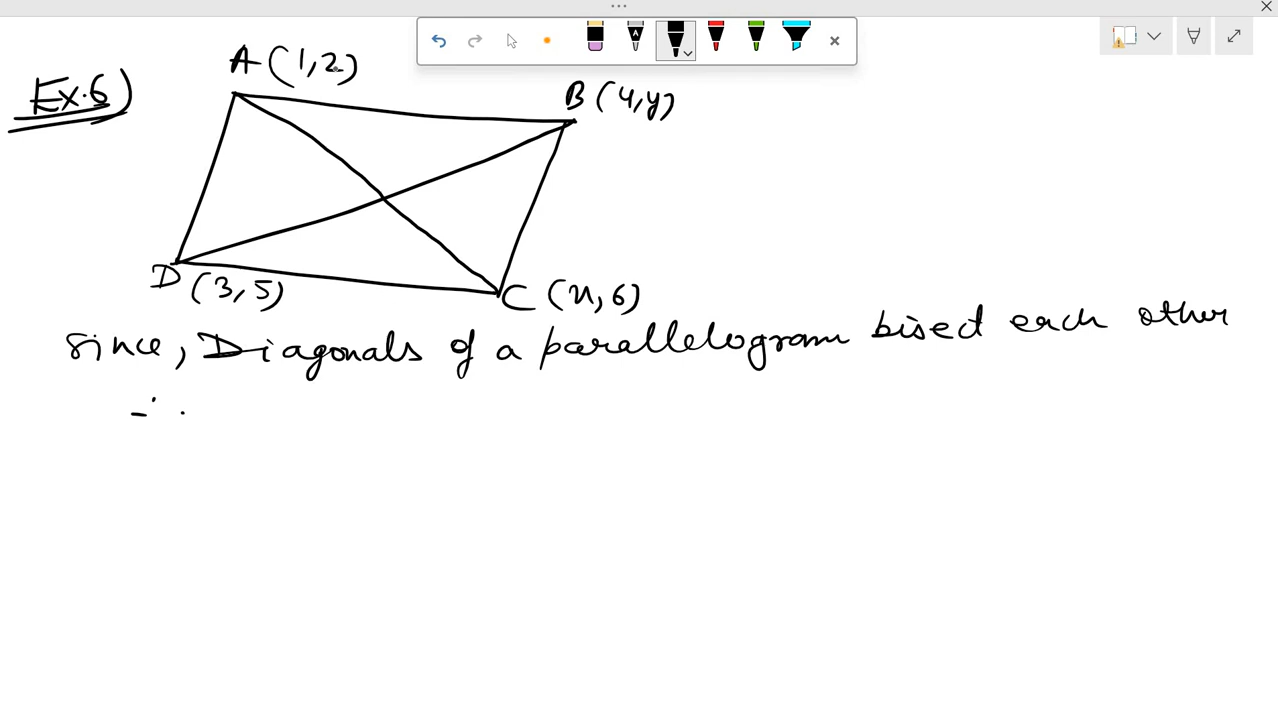 Ex.6)
A (1,2)
B (4,y)
D (3,5)
C (x,6)
since, Diagonals of a parallelogram bisect each other
∴